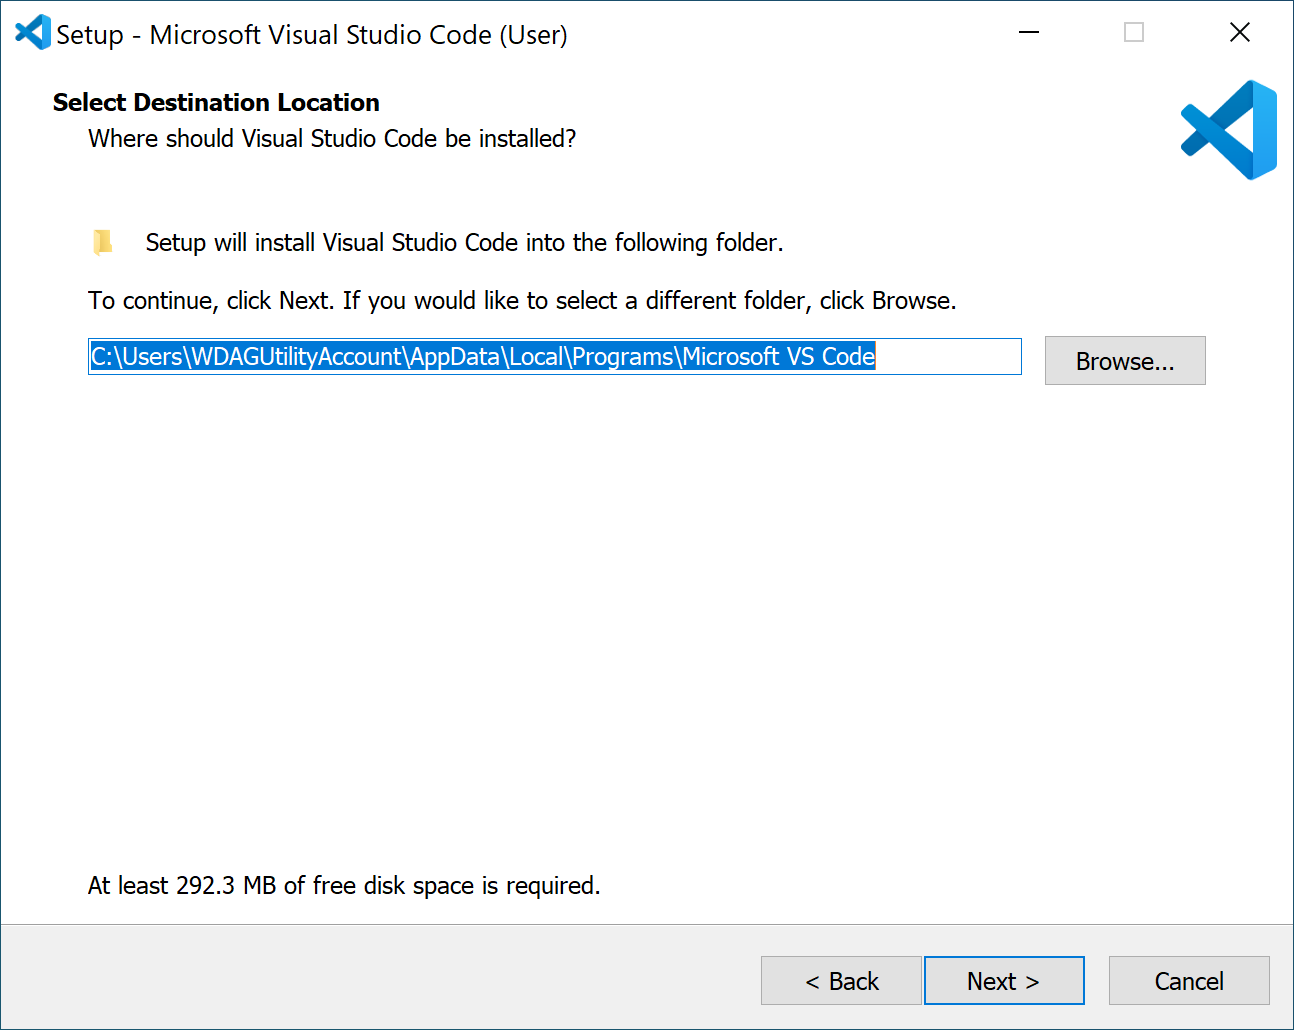 Setup - Microsoft Visual Studio Code (User)
Select Destination Location
Where should Visual Studio Code be installed?
Setup will install Visual Studio Code into the following folder.
To continue, click Next. If you would like to select a different folder, click Browse.
C:\Users\WDAGUtilityAccount\AppData\Local\Programs\Microsoft VS Code
Browse...
At least 292.3 MB of free disk space is required.
< Back
Next >
Cancel